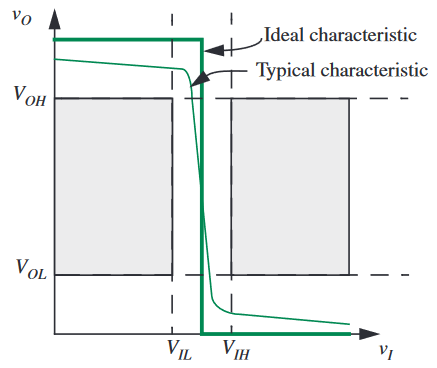 v_O
Ideal characteristic
Typical characteristic
V_OH
V_OL
V_IL
V_IH
v_I